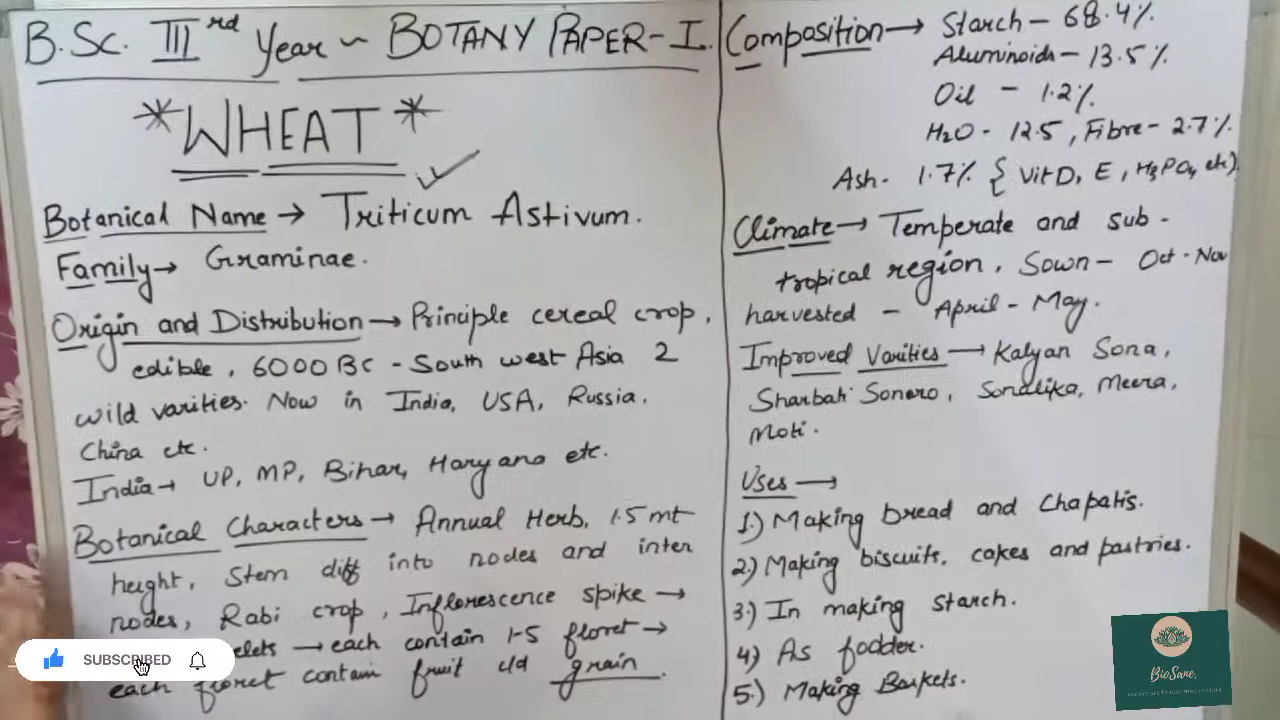 B.Sc. IIIrd Year ~ BOTANY PAPER-I.
*WHEAT*
Botanical Name → Triticum Astivum.
Family → Graminae.
Origin and Distribution → Principle cereal crop,
edible, 6000 BC - South west Asia 2
wild varities. Now in India, USA, Russia,
China etc.
India → UP, MP, Bihar, Haryana etc.
Botanical Characters → Annual Herb, 1.5 mt
height, Stem diff into nodes and inter
nodes, Rabi crop, Inflorescence spike →
elets → each contain 1-5 floret →
each floret contain fruit c/d grain.
SUBSCRIBED
Composition → Starch - 68.4%
Aluminoids - 13.5%
Oil - 1.2%
H2O - 12.5, Fibre - 2.7%
Ash - 1.7% { Vit D, E, H3PO4 etc)
Climate → Temperate and sub -
tropical region, Sown - Oct - Nov
harvested - April - May.
Improved Varities → Kalyan Sona,
Sharbati Sonero, Sonalika, Meera,
Moti.
Uses →
1.) Making bread and Chapatis.
2.) Making biscuits, cakes and pastries.
3.) In making Starch.
4) As fodder.
5.) Making Baskets.
BioSane.